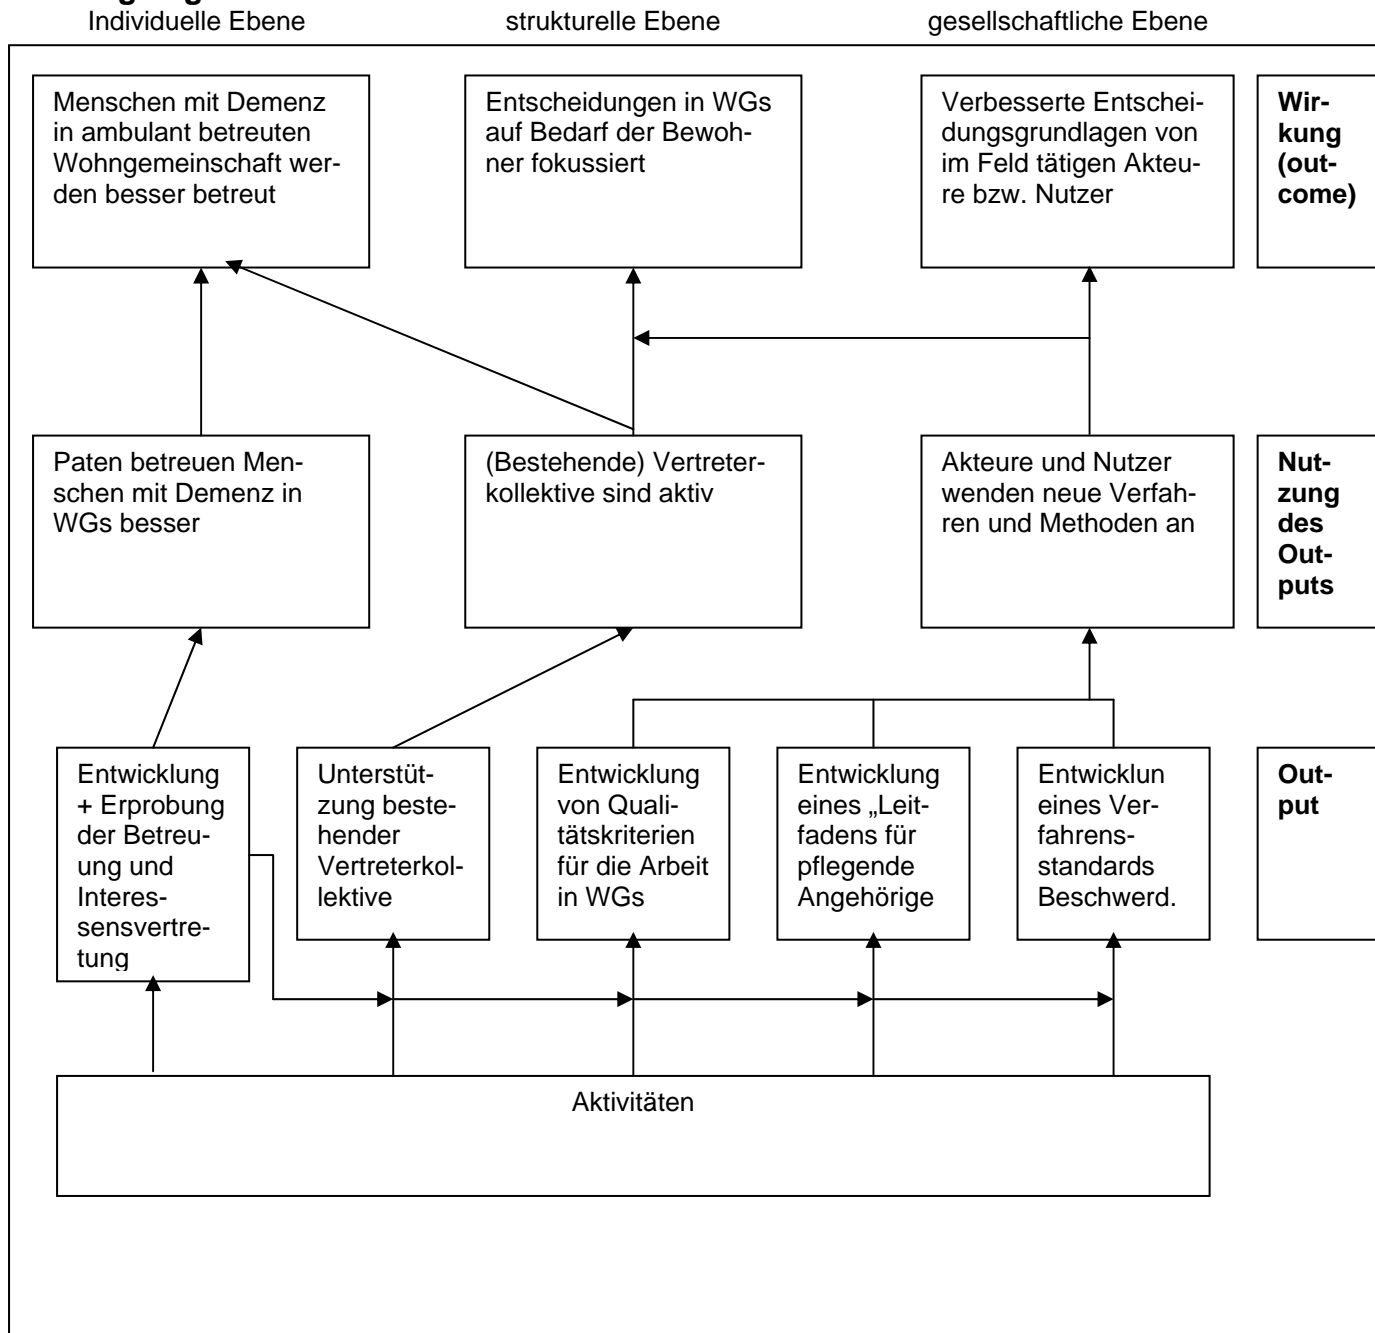 Individuelle Ebene
strukturelle Ebene
gesellschaftliche Ebene
Menschen mit Demenz
in ambulant betreuten
Wohngemeinschaft wer-
den besser betreut
Entscheidungen in WGs
auf Bedarf der Bewoh-
ner fokussiert
Verbesserte Entschei-
dungsgrundlagen von
im Feld tätigen Akteu-
re bzw. Nutzer
Wir-
kung
(out-
come)
Paten betreuen Men-
schen mit Demenz in
WGs besser
(Bestehende) Vertreter-
kollektive sind aktiv
Akteure und Nutzer
wenden neue Verfah-
ren und Methoden an
Nut-
zung
des
Out-
puts
Entwicklung
+ Erprobung
der Betreu-
ung und
Interes-
sensvertre-
tung
Unterstüt-
zung beste-
hender
Vertreterkol-
lektive
Entwicklung
von Quali-
tätskriterien
für die Arbeit
in WGs
Entwicklung
eines „Leit-
fadens für
pflegende
Angehörige
Entwicklun
eines Ver-
fahrens-
standards
Beschwerd.
Out-
put
Aktivitäten